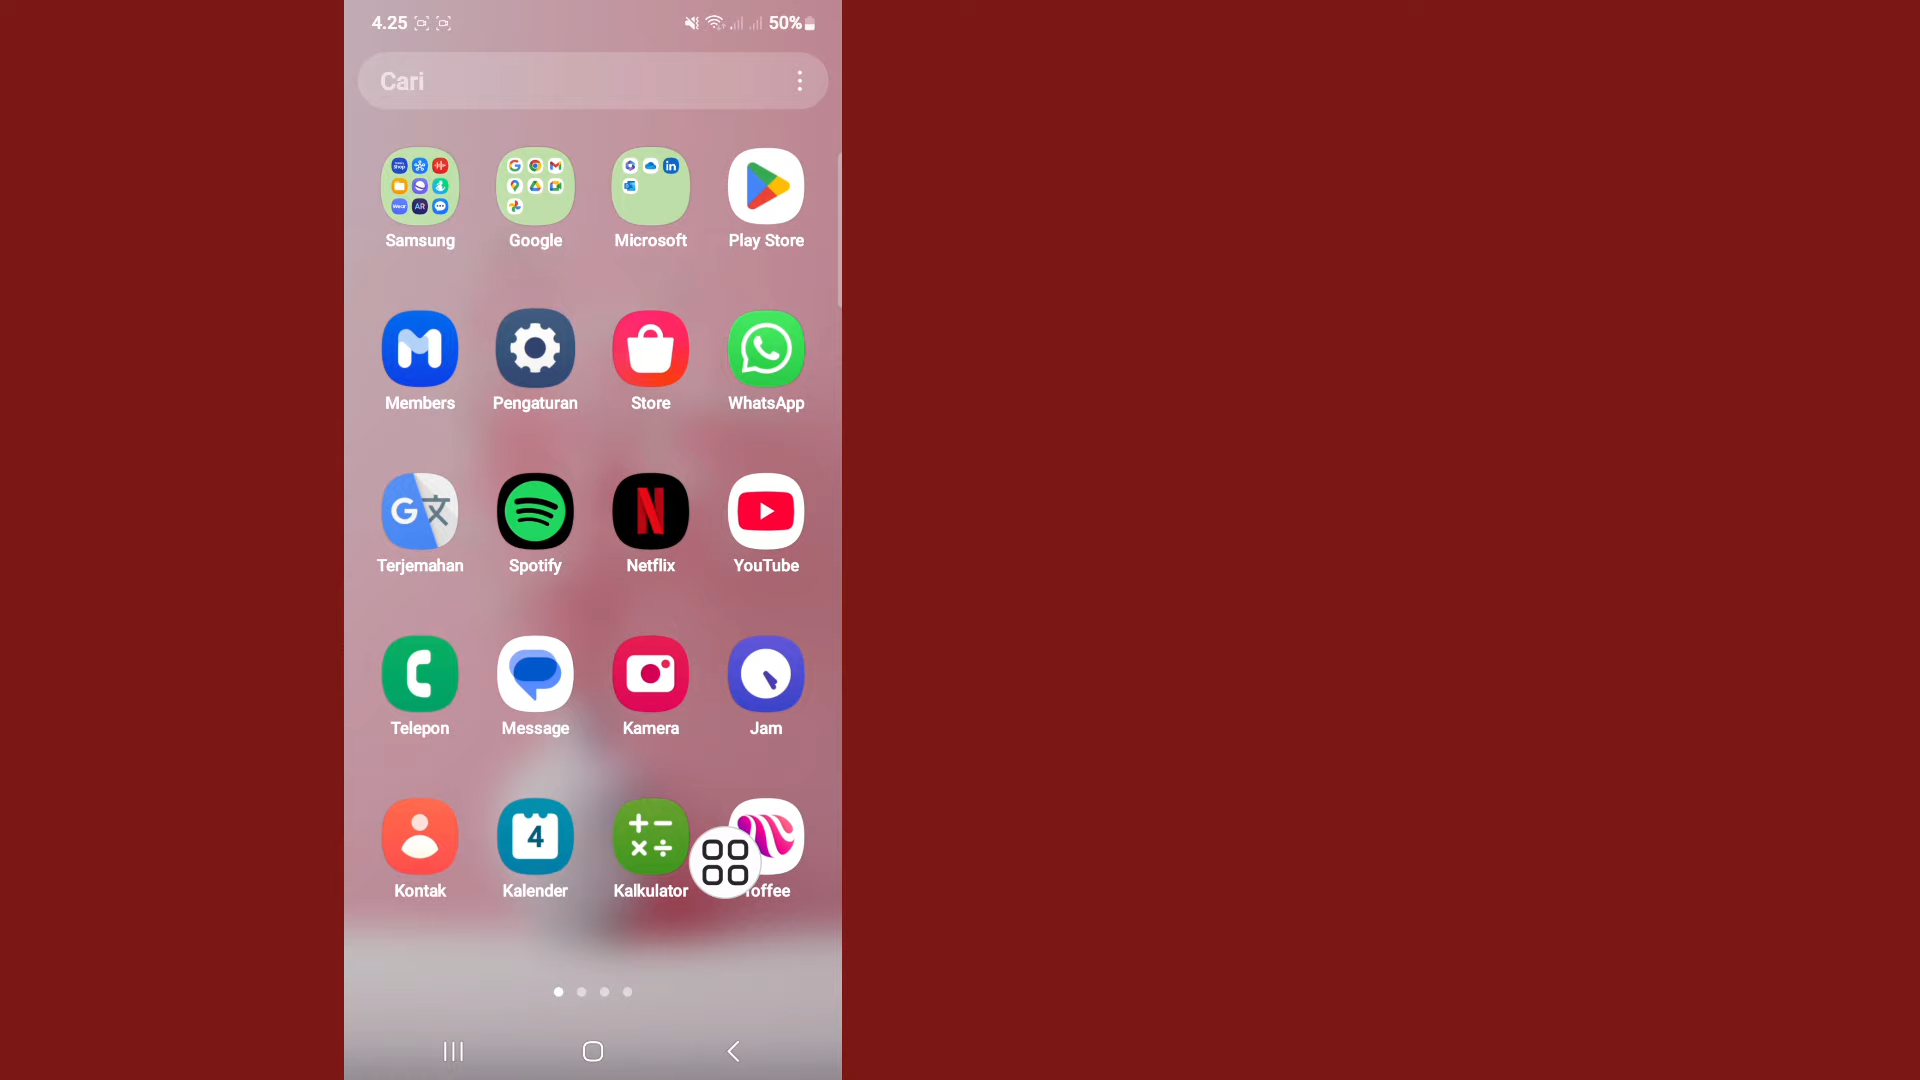 4.25
50%
Cari
Samsung Google Microsoft Play Store
Members Pengaturan Store WhatsApp
Terjemahan Spotify Netflix YouTube
Telepon Message Kamera Jam
4
Kontak Kalender Kalkulator offee